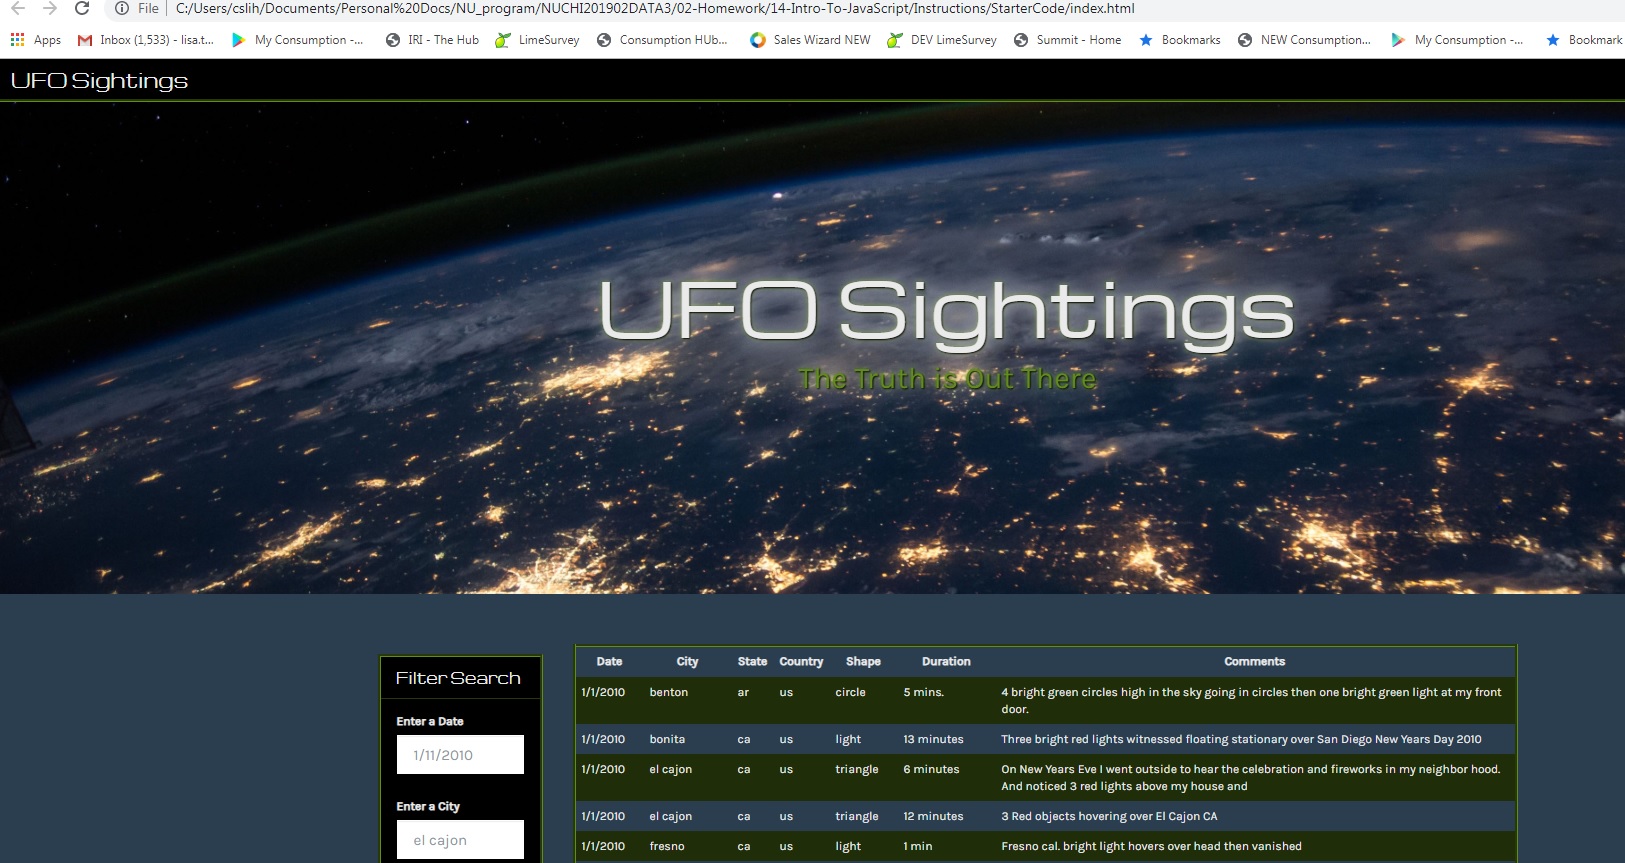 File C:/Users/cslih/Documents/Personal%20Docs/NU_program/NUCHI201902DATA3/02-Homework/14-Intro-To-JavaScript/Instructions/StarterCode/index.html
Apps Inbox (1,533) - lisa.t... My Consumption -... IRI - The Hub LimeSurvey Consumption HUb... Sales Wizard NEW DEV LimeSurvey Summit - Home Bookmarks NEW Consumption... My Consumption -... Bookmark
UFO Sightings
UFO Sightings
The Truth is Out There
Filter Search
Enter a Date
1/11/2010
Enter a City
el cajon
Date City State Country Shape Duration Comments
1/1/2010 benton ar us circle 5 mins. 4 bright green circles high in the sky going in circles then one bright green light at my front
door.
1/1/2010 bonita ca us light 13 minutes Three bright red lights witnessed floating stationary over San Diego New Years Day 2010
1/1/2010 el cajon ca us triangle 6 minutes On New Years Eve I went outside to hear the celebration and fireworks in my neighbor hood.
And noticed 3 red lights above my house and
1/1/2010 el cajon ca us triangle 12 minutes 3 Red objects hovering over El Cajon CA
1/1/2010 fresno ca us light 1 min Fresno cal. bright light hovers over head then vanished